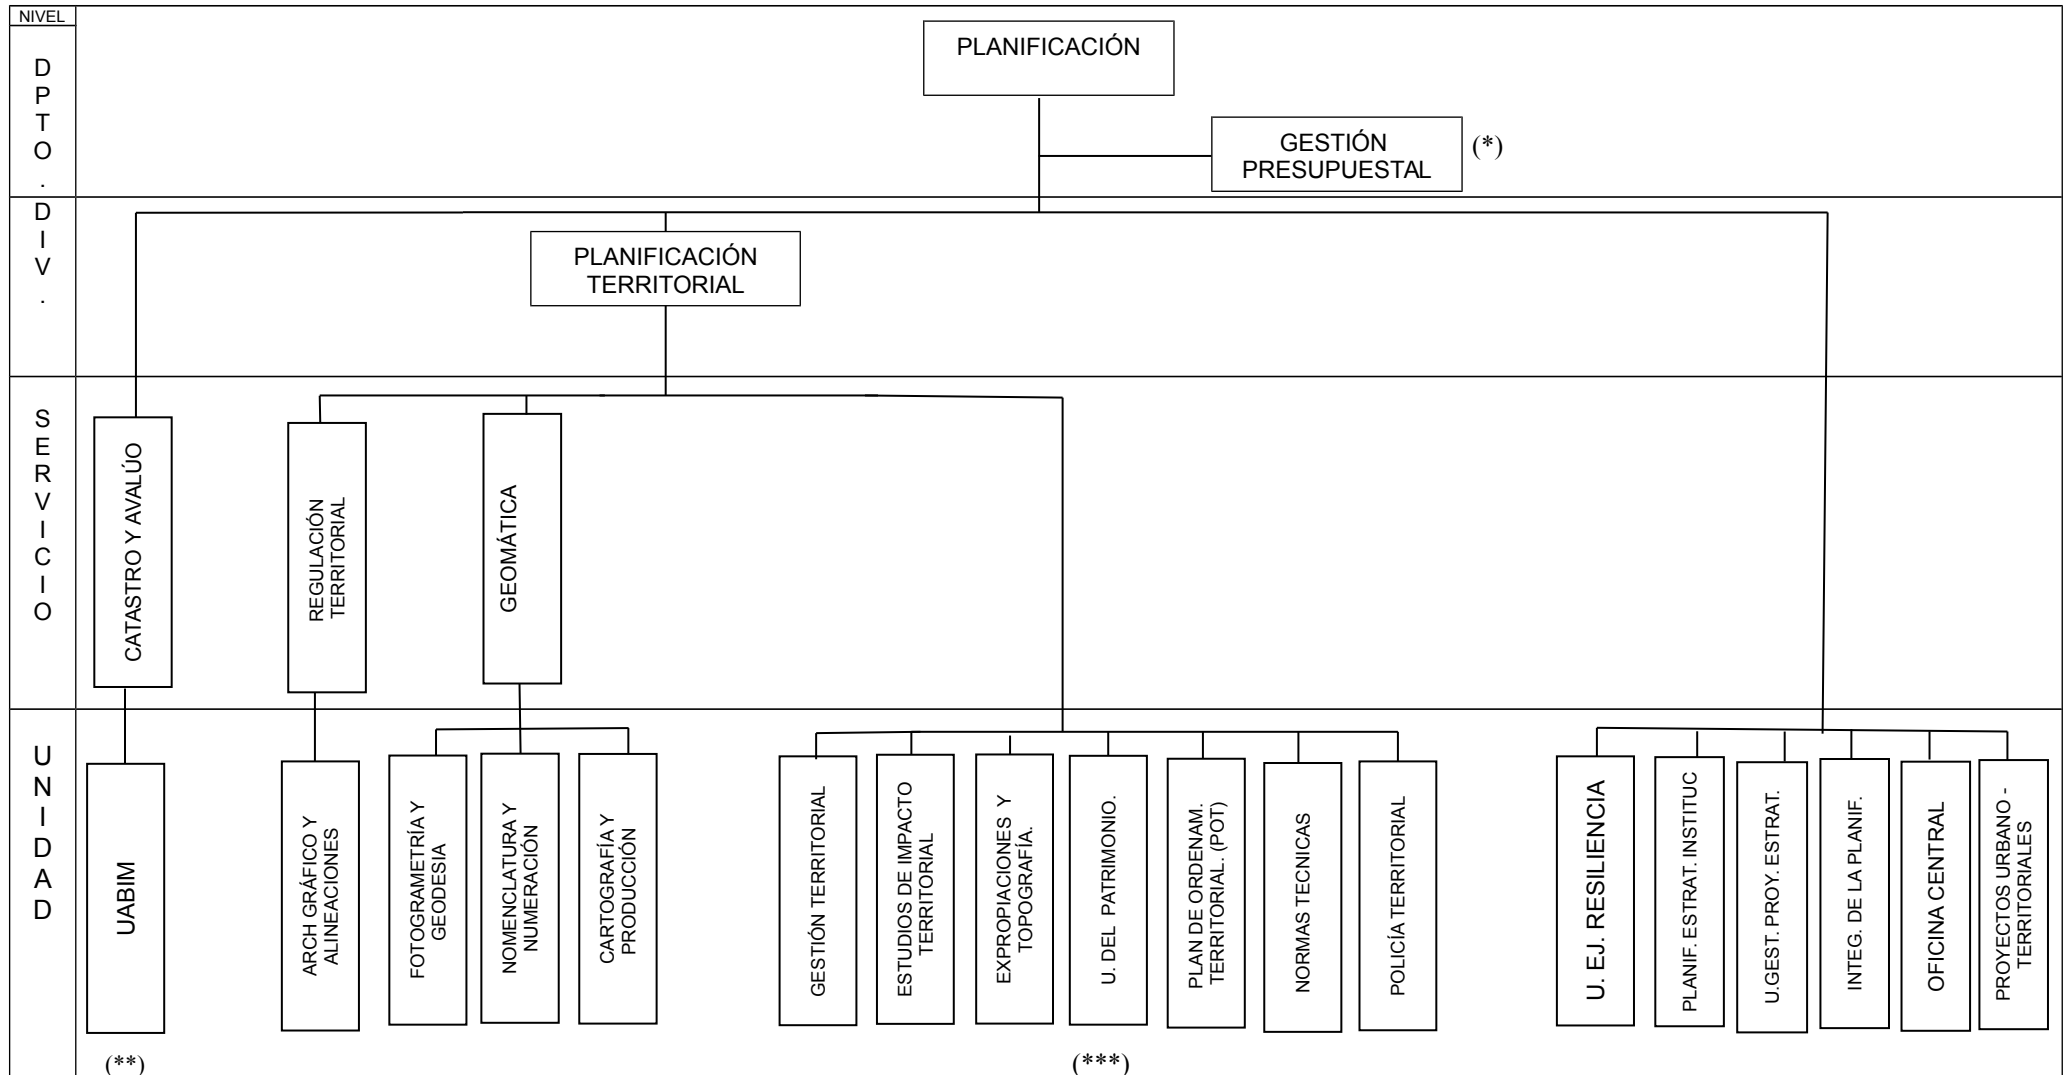 NIVEL
D
P
T
O
.
PLANIFICACIÓN
GESTIÓN
PRESUPUESTAL
(*)
D
I
V
.
PLANIFICACIÓN
TERRITORIAL
S
E
R
V
I
C
I
O
CATASTRO Y AVALÚO
REGULACIÓN
TERRITORIAL
GEOMÁTICA
U
N
I
D
A
D
UABIM
ARCH GRÁFICO Y
ALINEACIONES
FOTOGRAMETRÍA Y
GEODESIA
NOMENCLATURA Y
NUMERACIÓN
CARTOGRAFÍA Y
PRODUCCIÓN
GESTIÓN TERRITORIAL
ESTUDIOS DE IMPACTO
TERRITORIAL
EXPROPIACIONES Y
TOPOGRAFÍA.
U. DEL PATRIMONIO.
PLAN DE ORDENAM.
TERRITORIAL. (POT)
NORMAS TECNICAS
POLICÍA TERRITORIAL
U. EJ. RESILIENCIA
PLANIF. ESTRAT. INSTITUC
U.GEST. PROY. ESTRAT.
INTEG. DE LA PLANIF.
OFICINA CENTRAL
PROYECTOS URBANO -
TERRITORIALES
(**)
(***)